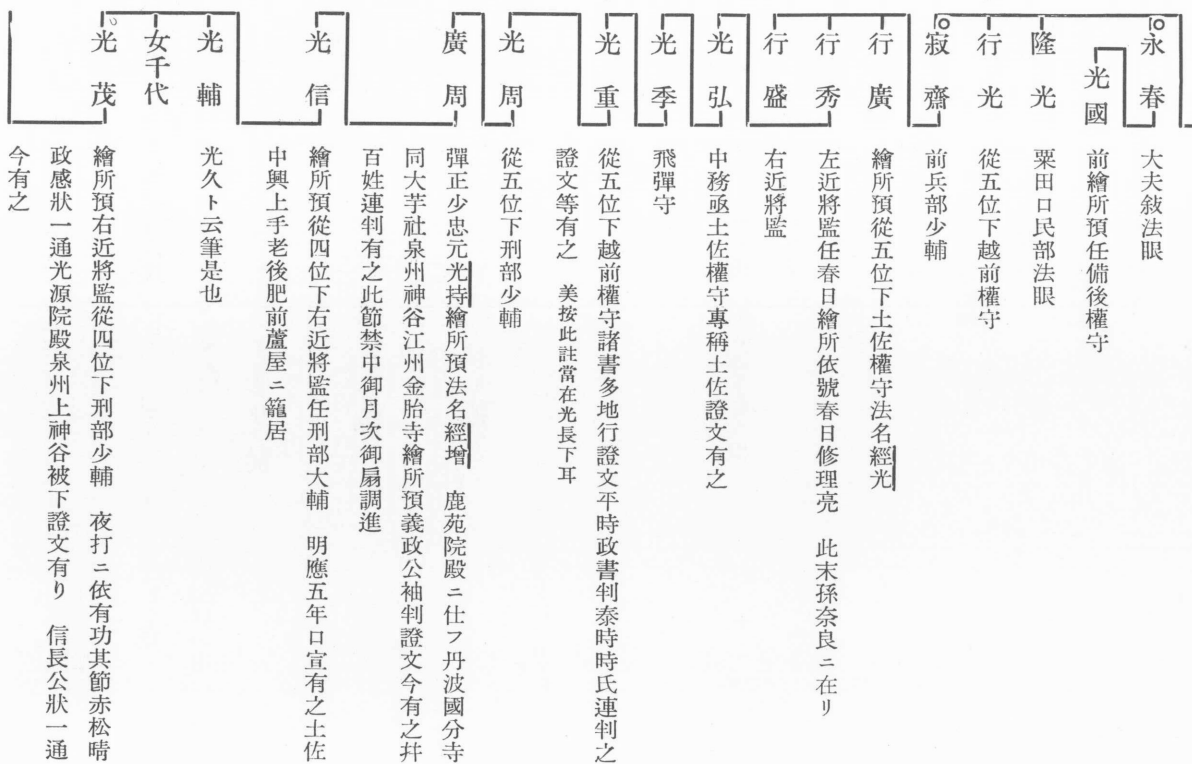 永春　大夫敍法眼
光國　前繪所預任備後權守
隆光　粟田口民部法眼
行光　從五位下越前權守
寂齋　前兵部少輔
行廣　繪所預從五位下土佐權守法名經光
行秀　左近將監任春日繪所依號春日修理亮　此末孫奈良ニ在リ
行盛　右近將監
光弘　中務亟土佐權守專稱土佐證文有之
光季　飛彈守
光重　從五位下越前權守諸書多地行證文平時政書判泰時時氏連判之
證文等有之　美按此註當在光長下耳
光周　從五位下刑部少輔
廣周　彈正少忠元光持繪所預法名經增　鹿苑院殿ニ仕フ丹波國分寺
同大芋社泉州神谷江州金胎寺繪所預義政公袖判證文今有之幷
百姓連判有之此節禁中御月次御扇調進
光信　繪所預從四位下右近將監任刑部大輔　明應五年口宣有之土佐
中興上手老後肥前蘆屋ニ籠居
光輔　光久ト云筆是也
女千代
光茂　繪所預右近將監從四位下刑部少輔　夜打ニ依有功其節赤松晴
政感狀一通光源院殿泉州上神谷被下證文有り　信長公狀一通
今有之